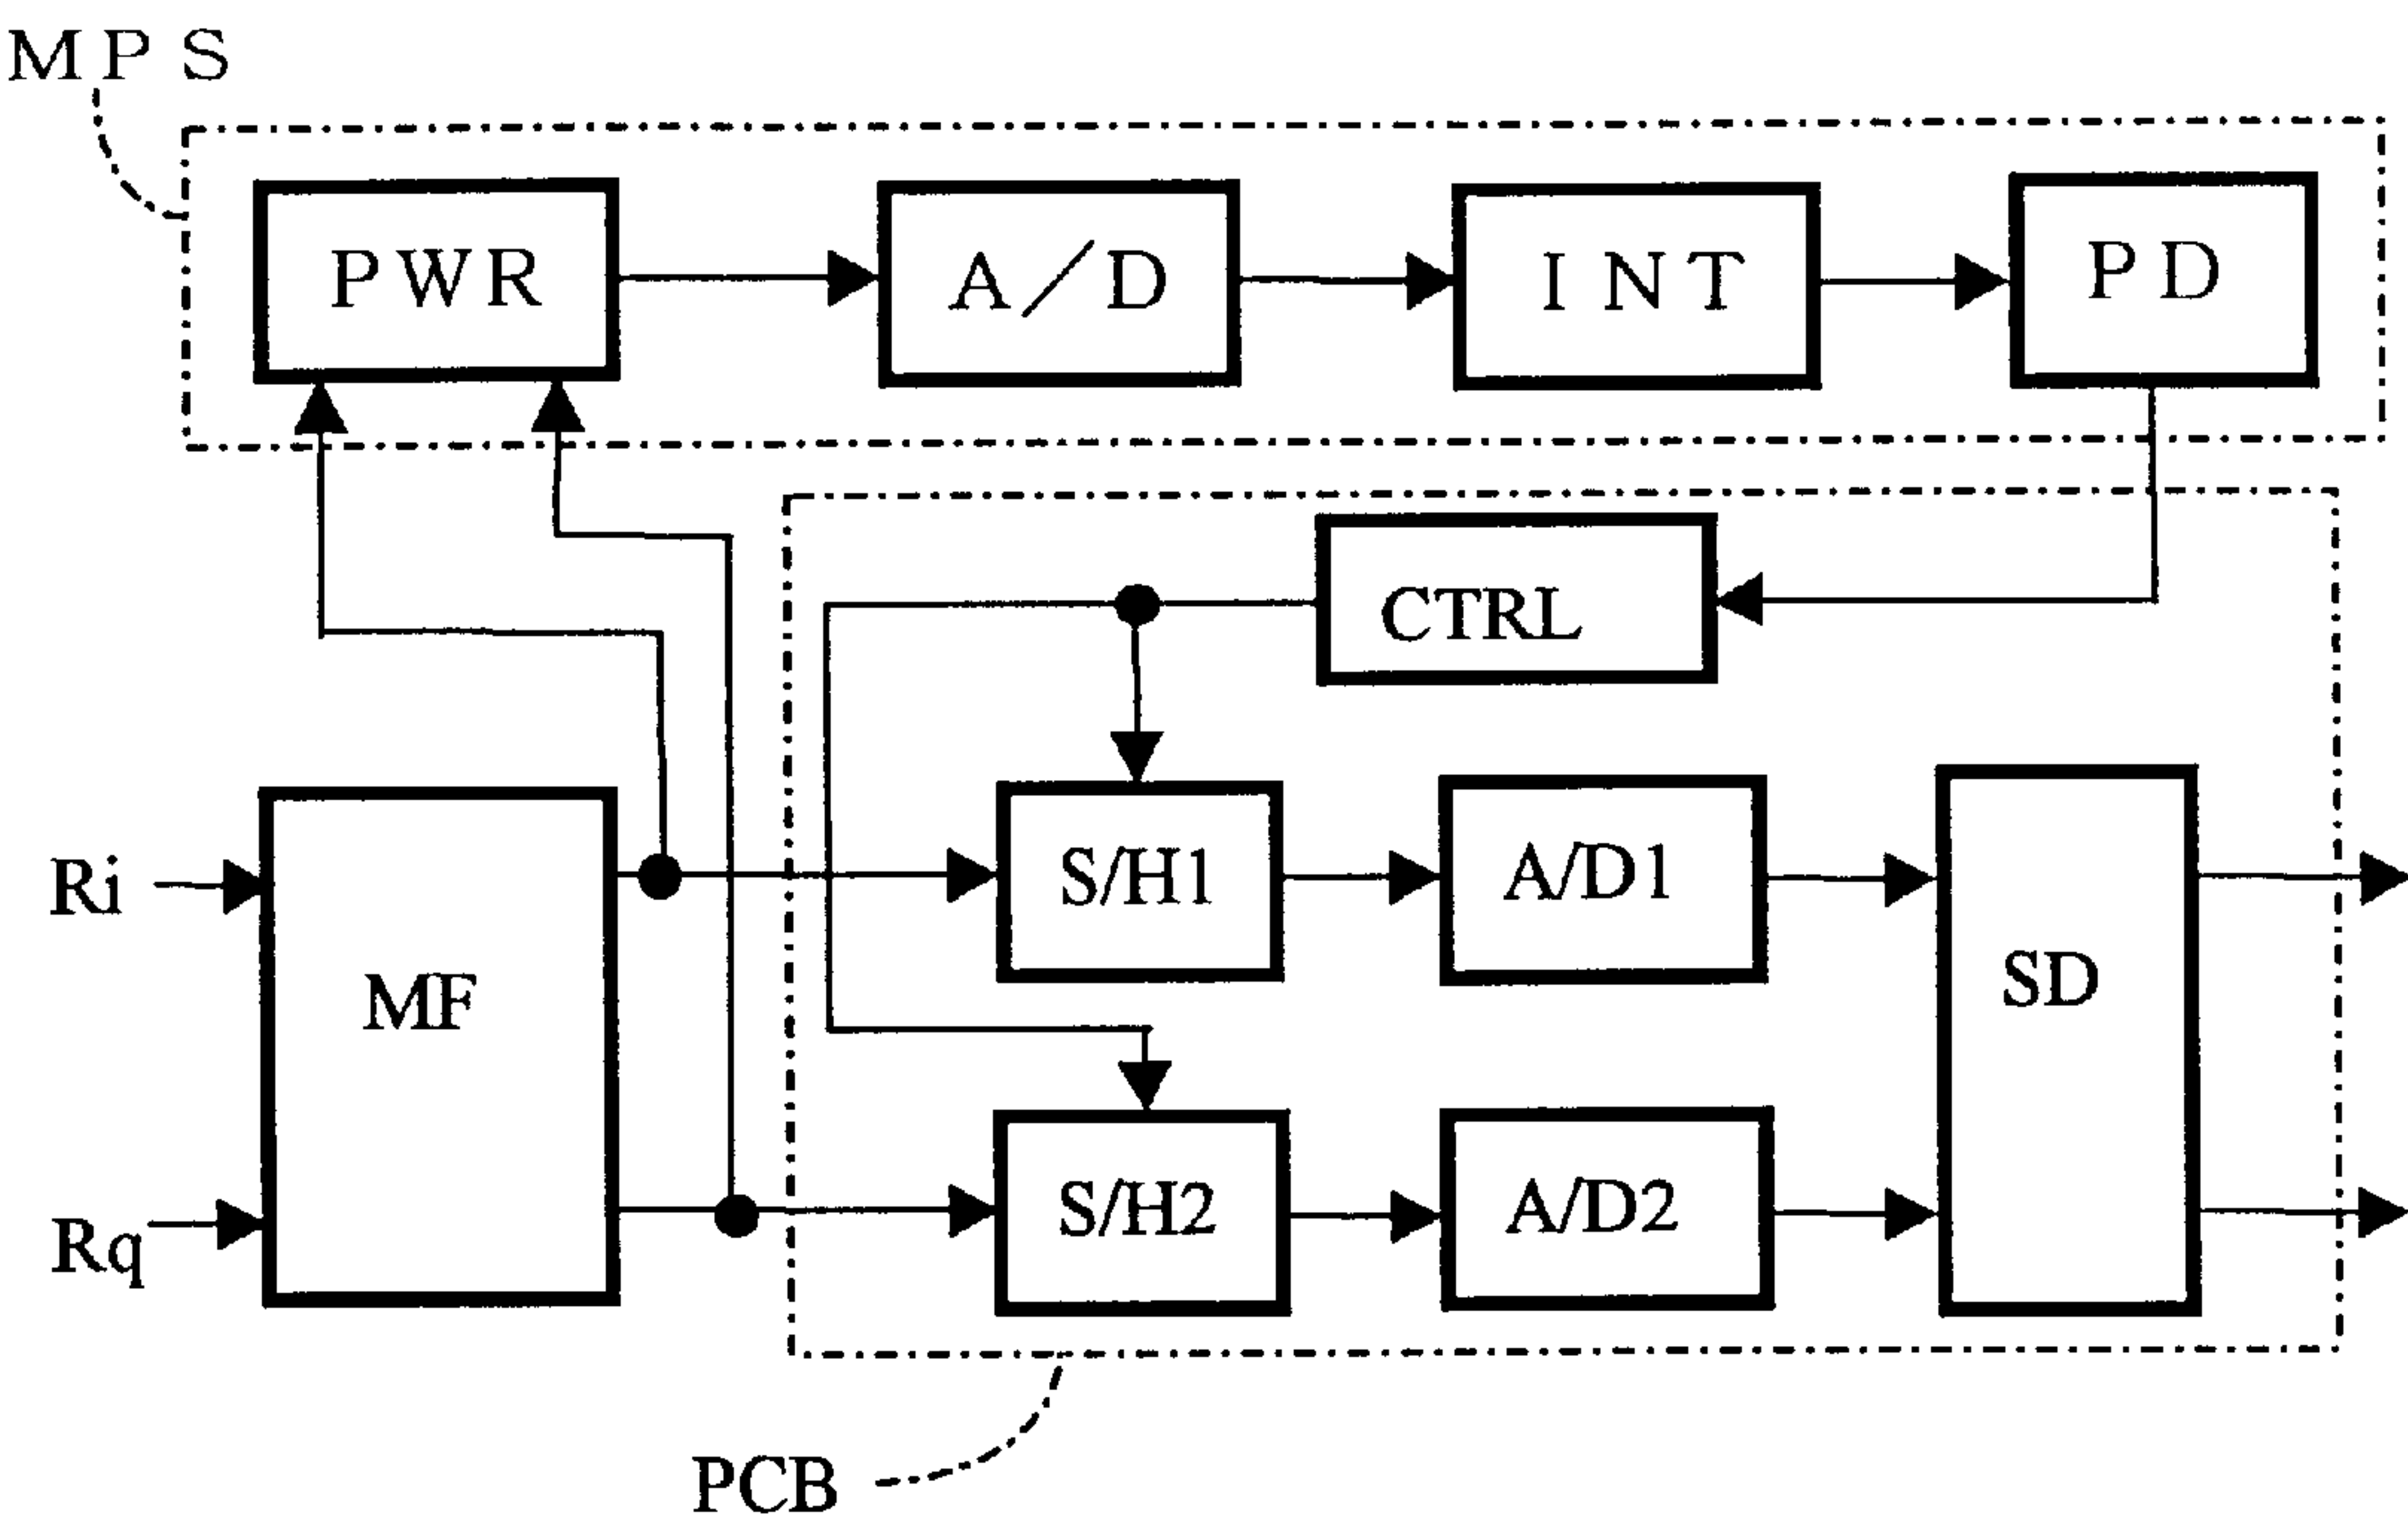 MPS
PWR
A/D
INT
PD
CTRL
Ri
MF
S/H1
A/D1
SD
Rq
S/H2
A/D2
PCB